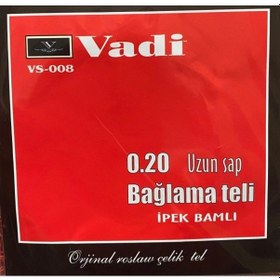 Vadi
VS-008
0.20 Uzun sap
Bağlama teli
İPEK BAMLI
Orjinal roslaw çelik tel